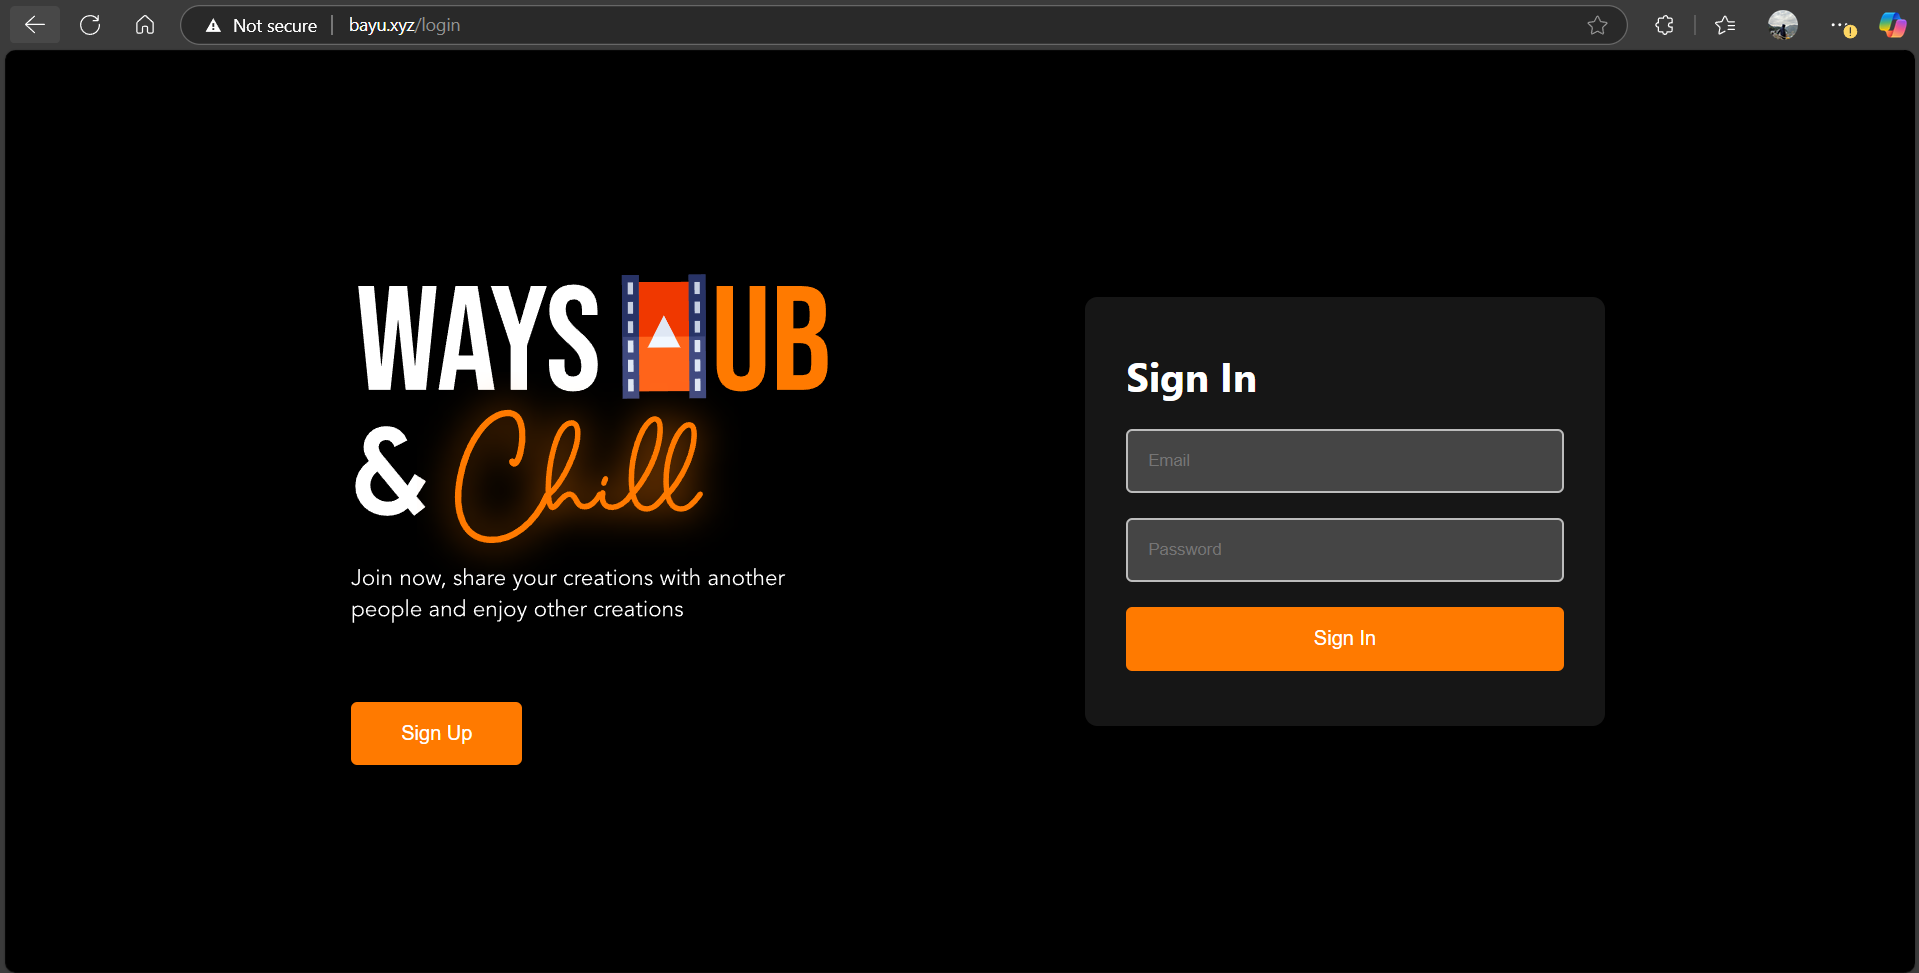 Not secure bayu.xyz/login
WAYS HUB
& Chill
Join now, share your creations with another
people and enjoy other creations
Sign Up
Sign In
Email
Password
Sign In